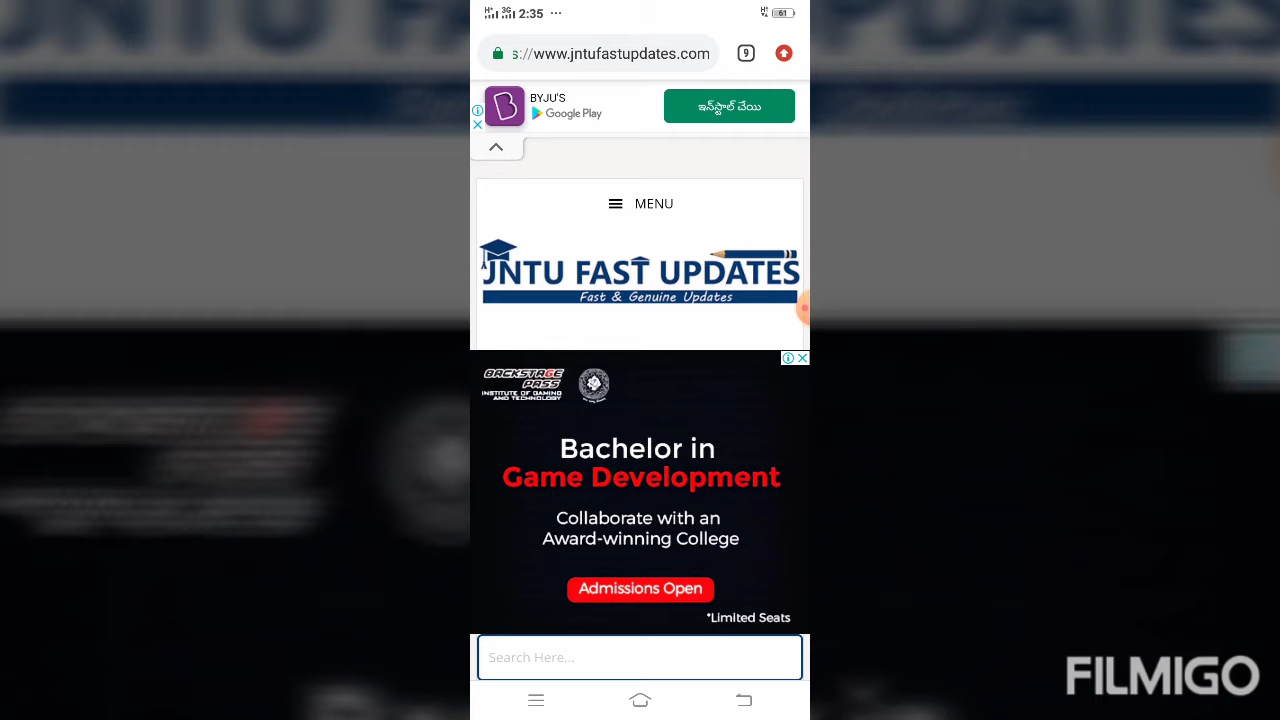 H+ 3G 2:35 ...
H+ 61
s://www.jntufastupdates.com
9
BYJU'S
Google Play
ఇన్‌స్టాల్ చేయి
MENU
JNTU FAST UPDATES
Fast & Genuine Updates
BACKSTAGE
PASS
INSTITUTE OF GAMING
AND TECHNOLOGY
Bachelor in
Game Development
Collaborate with an
Award-winning College
Admissions Open
*Limited Seats
Search Here...
FILMIGO